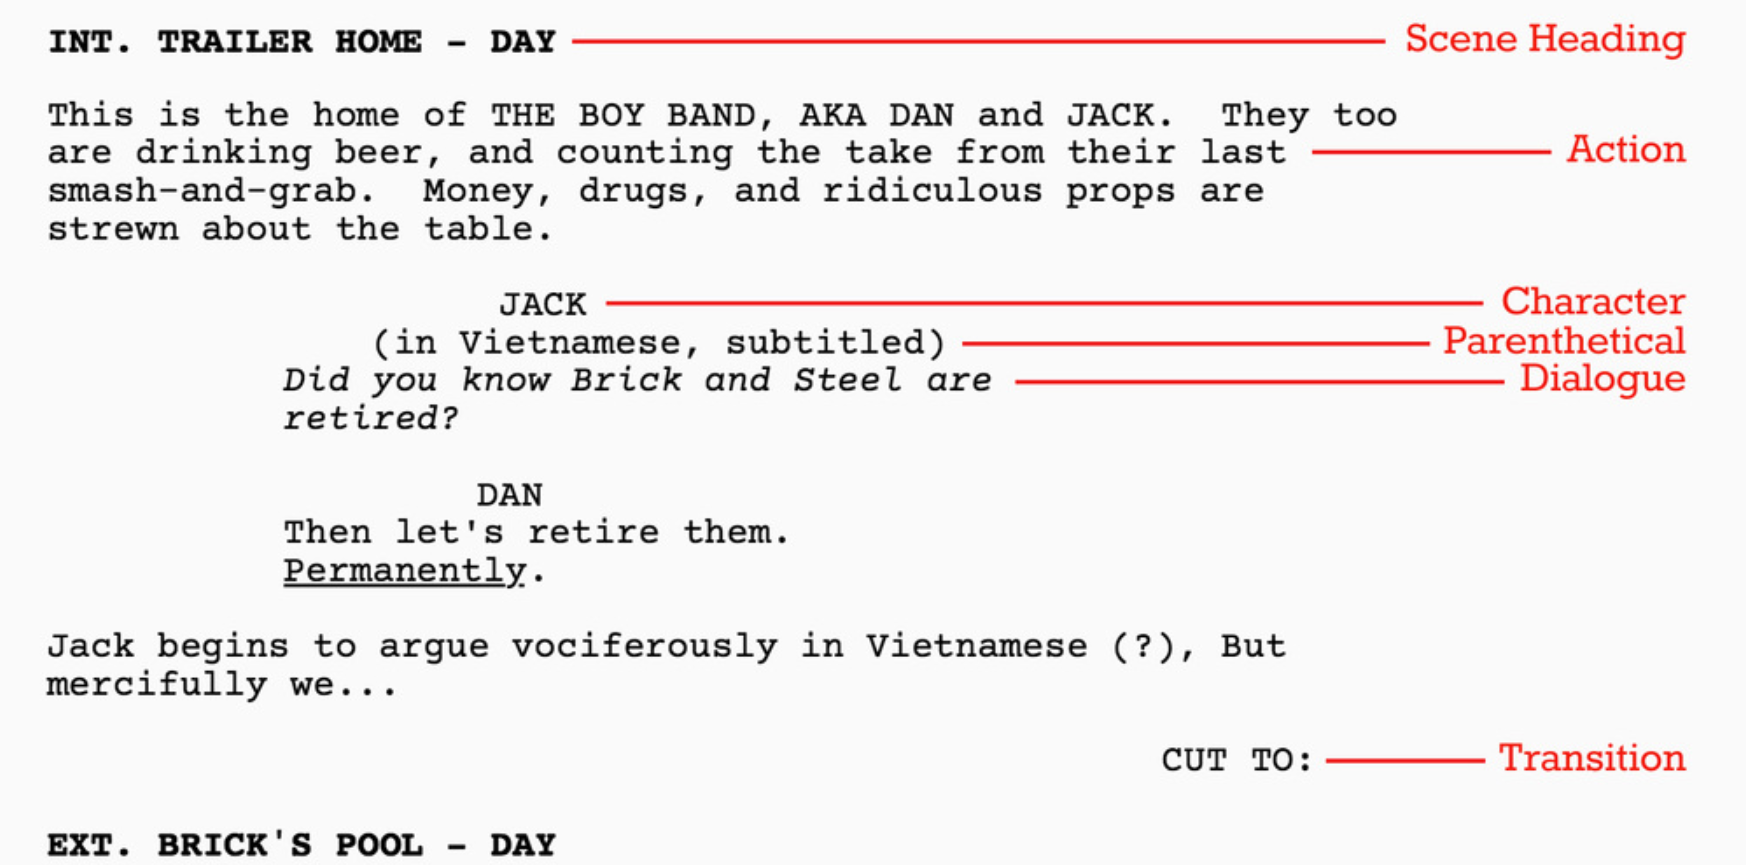 INT. TRAILER HOME - DAY Scene Heading
This is the home of THE BOY BAND, AKA DAN and JACK.  They too
are drinking beer, and counting the take from their last Action
smash-and-grab.  Money, drugs, and ridiculous props are
strewn about the table.
JACK Character
(in Vietnamese, subtitled) Parenthetical
Did you know Brick and Steel are Dialogue
retired?
DAN
Then let's retire them.
Permanently.
Jack begins to argue vociferously in Vietnamese (?), But
mercifully we...
CUT TO: Transition
EXT. BRICK'S POOL - DAY